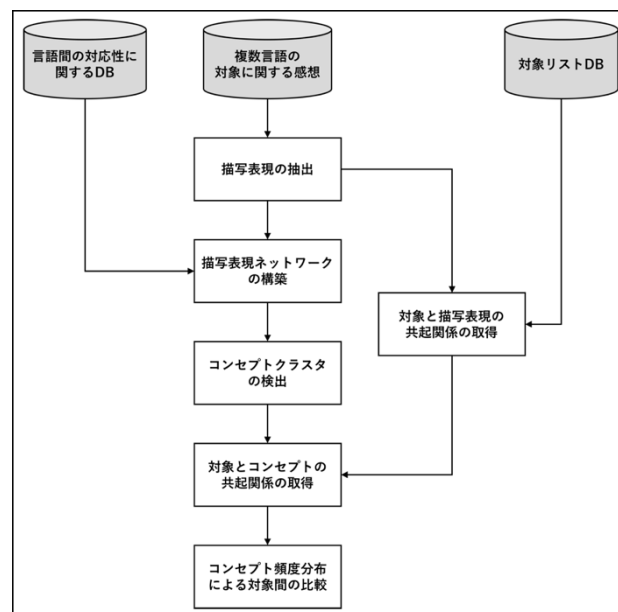 言語間の対応性に
関するDB
複数言語の
対象に関する感想
対象リストDB
描写表現の抽出
描写表現ネットワーク
の構築
対象と描写表現の
共起関係の取得
コンセプトクラスタ
の検出
対象とコンセプトの
共起関係の取得
コンセプト頻度分布
による対象間の比較